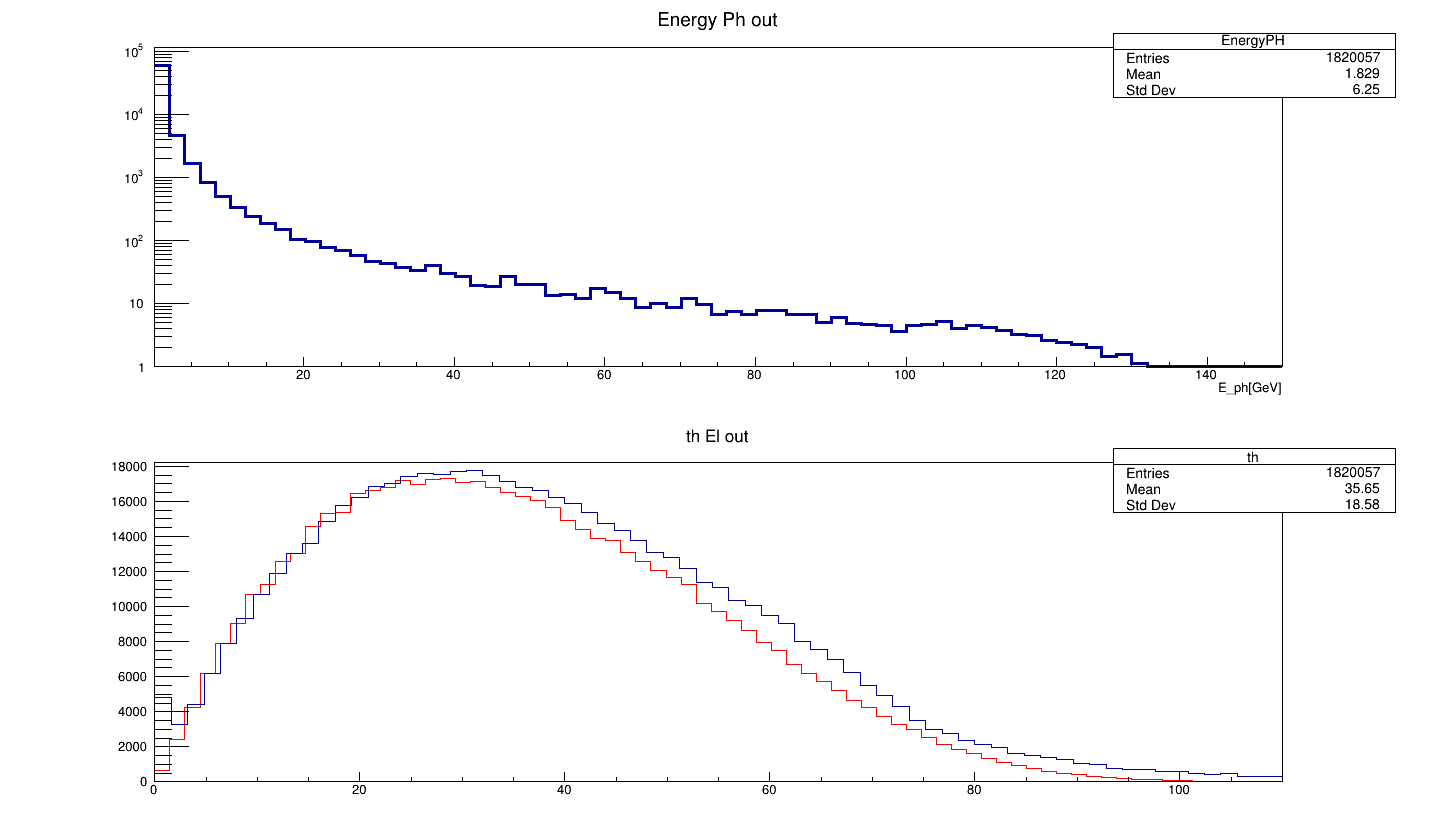 Energy Ph out
EnergyPH
Entries 1820057
Mean 1.829
Std Dev 6.25
10^5
10^4
10^3
10^2
10
1
20 40 60 80 100 120 140
E_ph[GeV]
th El out
th
Entries 1820057
Mean 35.65
Std Dev 18.58
18000
16000
14000
12000
10000
8000
6000
4000
2000
0
0 20 40 60 80 100